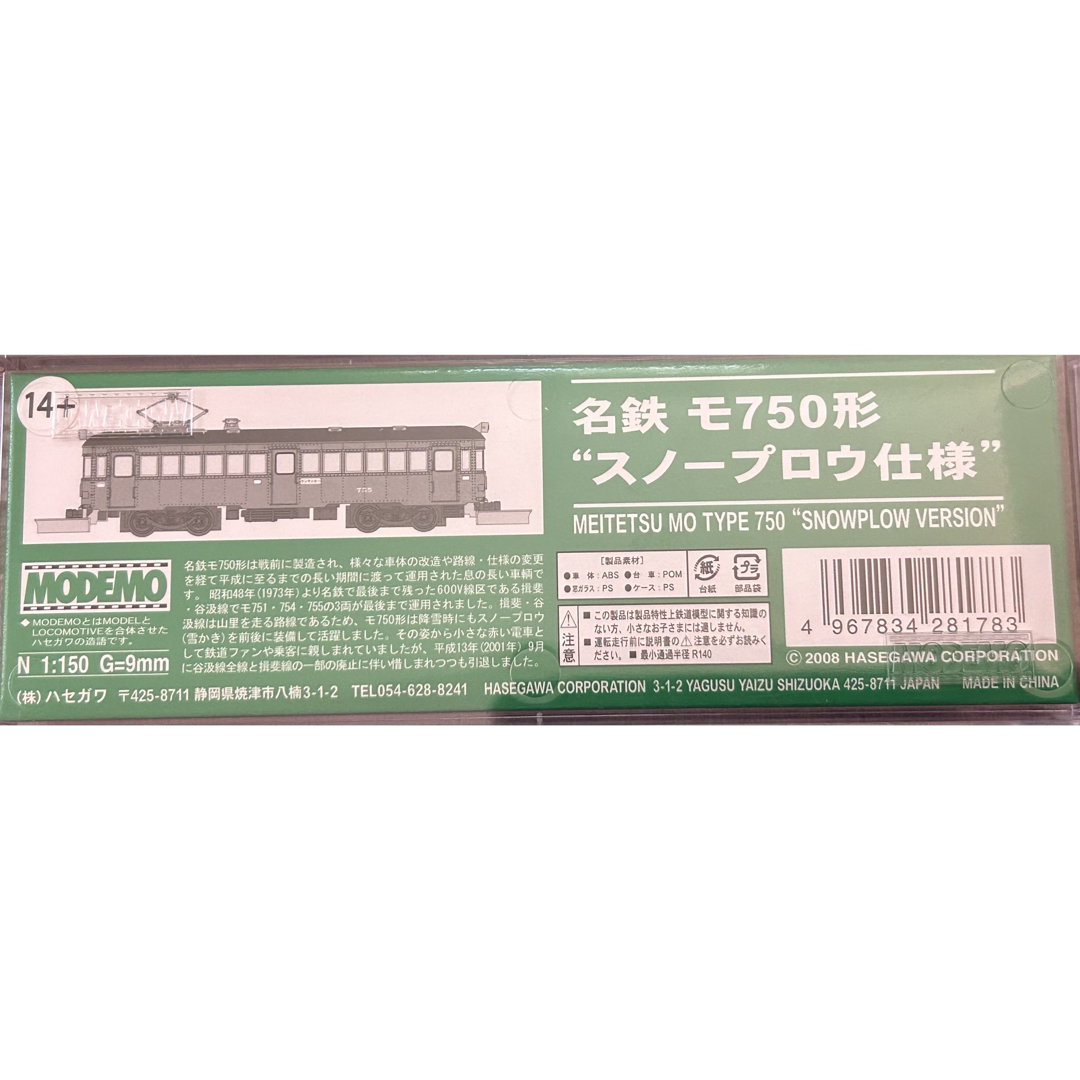 14+
755
名鉄 モ750形
“スノープロウ仕様”
MEITETSU MO TYPE 750 “SNOWPLOW VERSION”
MODEMO
◆MODEMOとはMODELと
LOCOMOTIVEを合体させた
ハセガワの造語です。
N 1:150 G=9mm
名鉄モ750形は戦前に製造され、様々な車体の改造や路線・仕様の変更
を経て平成に至るまでの長い期間に渡って運用された息の長い車輌で
す。 昭和48年(1973年)より名鉄で最後まで残った600V線区である揖斐
・谷汲線でモ751・754・755の3両が最後まで運用されました。揖斐・谷
汲線は山里を走る路線であるため、モ750形は降雪時にもスノープロウ
(雪かき)を前後に装備して活躍しました。その姿から小さな赤い電車と
して鉄道ファンや乗客に親しまれていましたが、平成13年(2001年) 9月
に谷汲線全線と揖斐線の一部の廃止に伴い惜しまれつつも引退しました。
[製品素材]
●車 体:ABS ●台 車:POM
●窓ガラス:PS ●ケース:PS
紙
台紙
プラ
部品袋
注意
■この製品は製品特性上鉄道模型に関する知識の
ない方、小さなお子さまには適しません。
■運転走行前に説明書の⚠注意を必ずお読みく
ださい。■最小通過半径 R140
4 967834 281783
© 2008 HASEGAWA CORPORATION
(株)ハセガワ 〒425-8711 静岡県焼津市八楠3-1-2 TEL054-628-8241 HASEGAWA CORPORATION 3-1-2 YAGUSU YAIZU SHIZUOKA 425-8711 JAPAN MADE IN CHINA